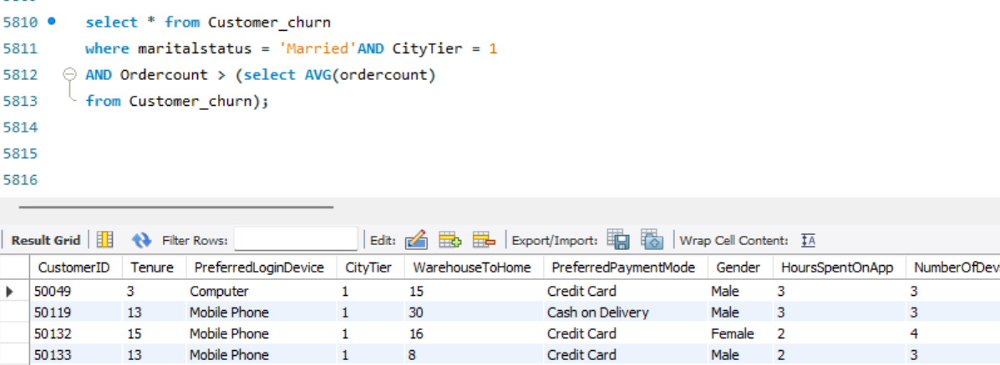 5810 select * from Customer_churn
5811 where maritalstatus = 'Married'AND CityTier = 1
5812 AND Ordercount > (select AVG(ordercount)
5813 from Customer_churn);
5814
5815
5816
Result Grid Filter Rows: Edit: Export/Import: Wrap Cell Content: IA
CustomerID Tenure PreferredLoginDevice CityTier WarehouseToHome PreferredPaymentMode Gender HoursSpentOnApp NumberOfDev
50049 3 Computer 1 15 Credit Card Male 3 3
50119 13 Mobile Phone 1 30 Cash on Delivery Male 3 3
50132 15 Mobile Phone 1 16 Credit Card Female 2 4
50133 13 Mobile Phone 1 8 Credit Card Male 2 3